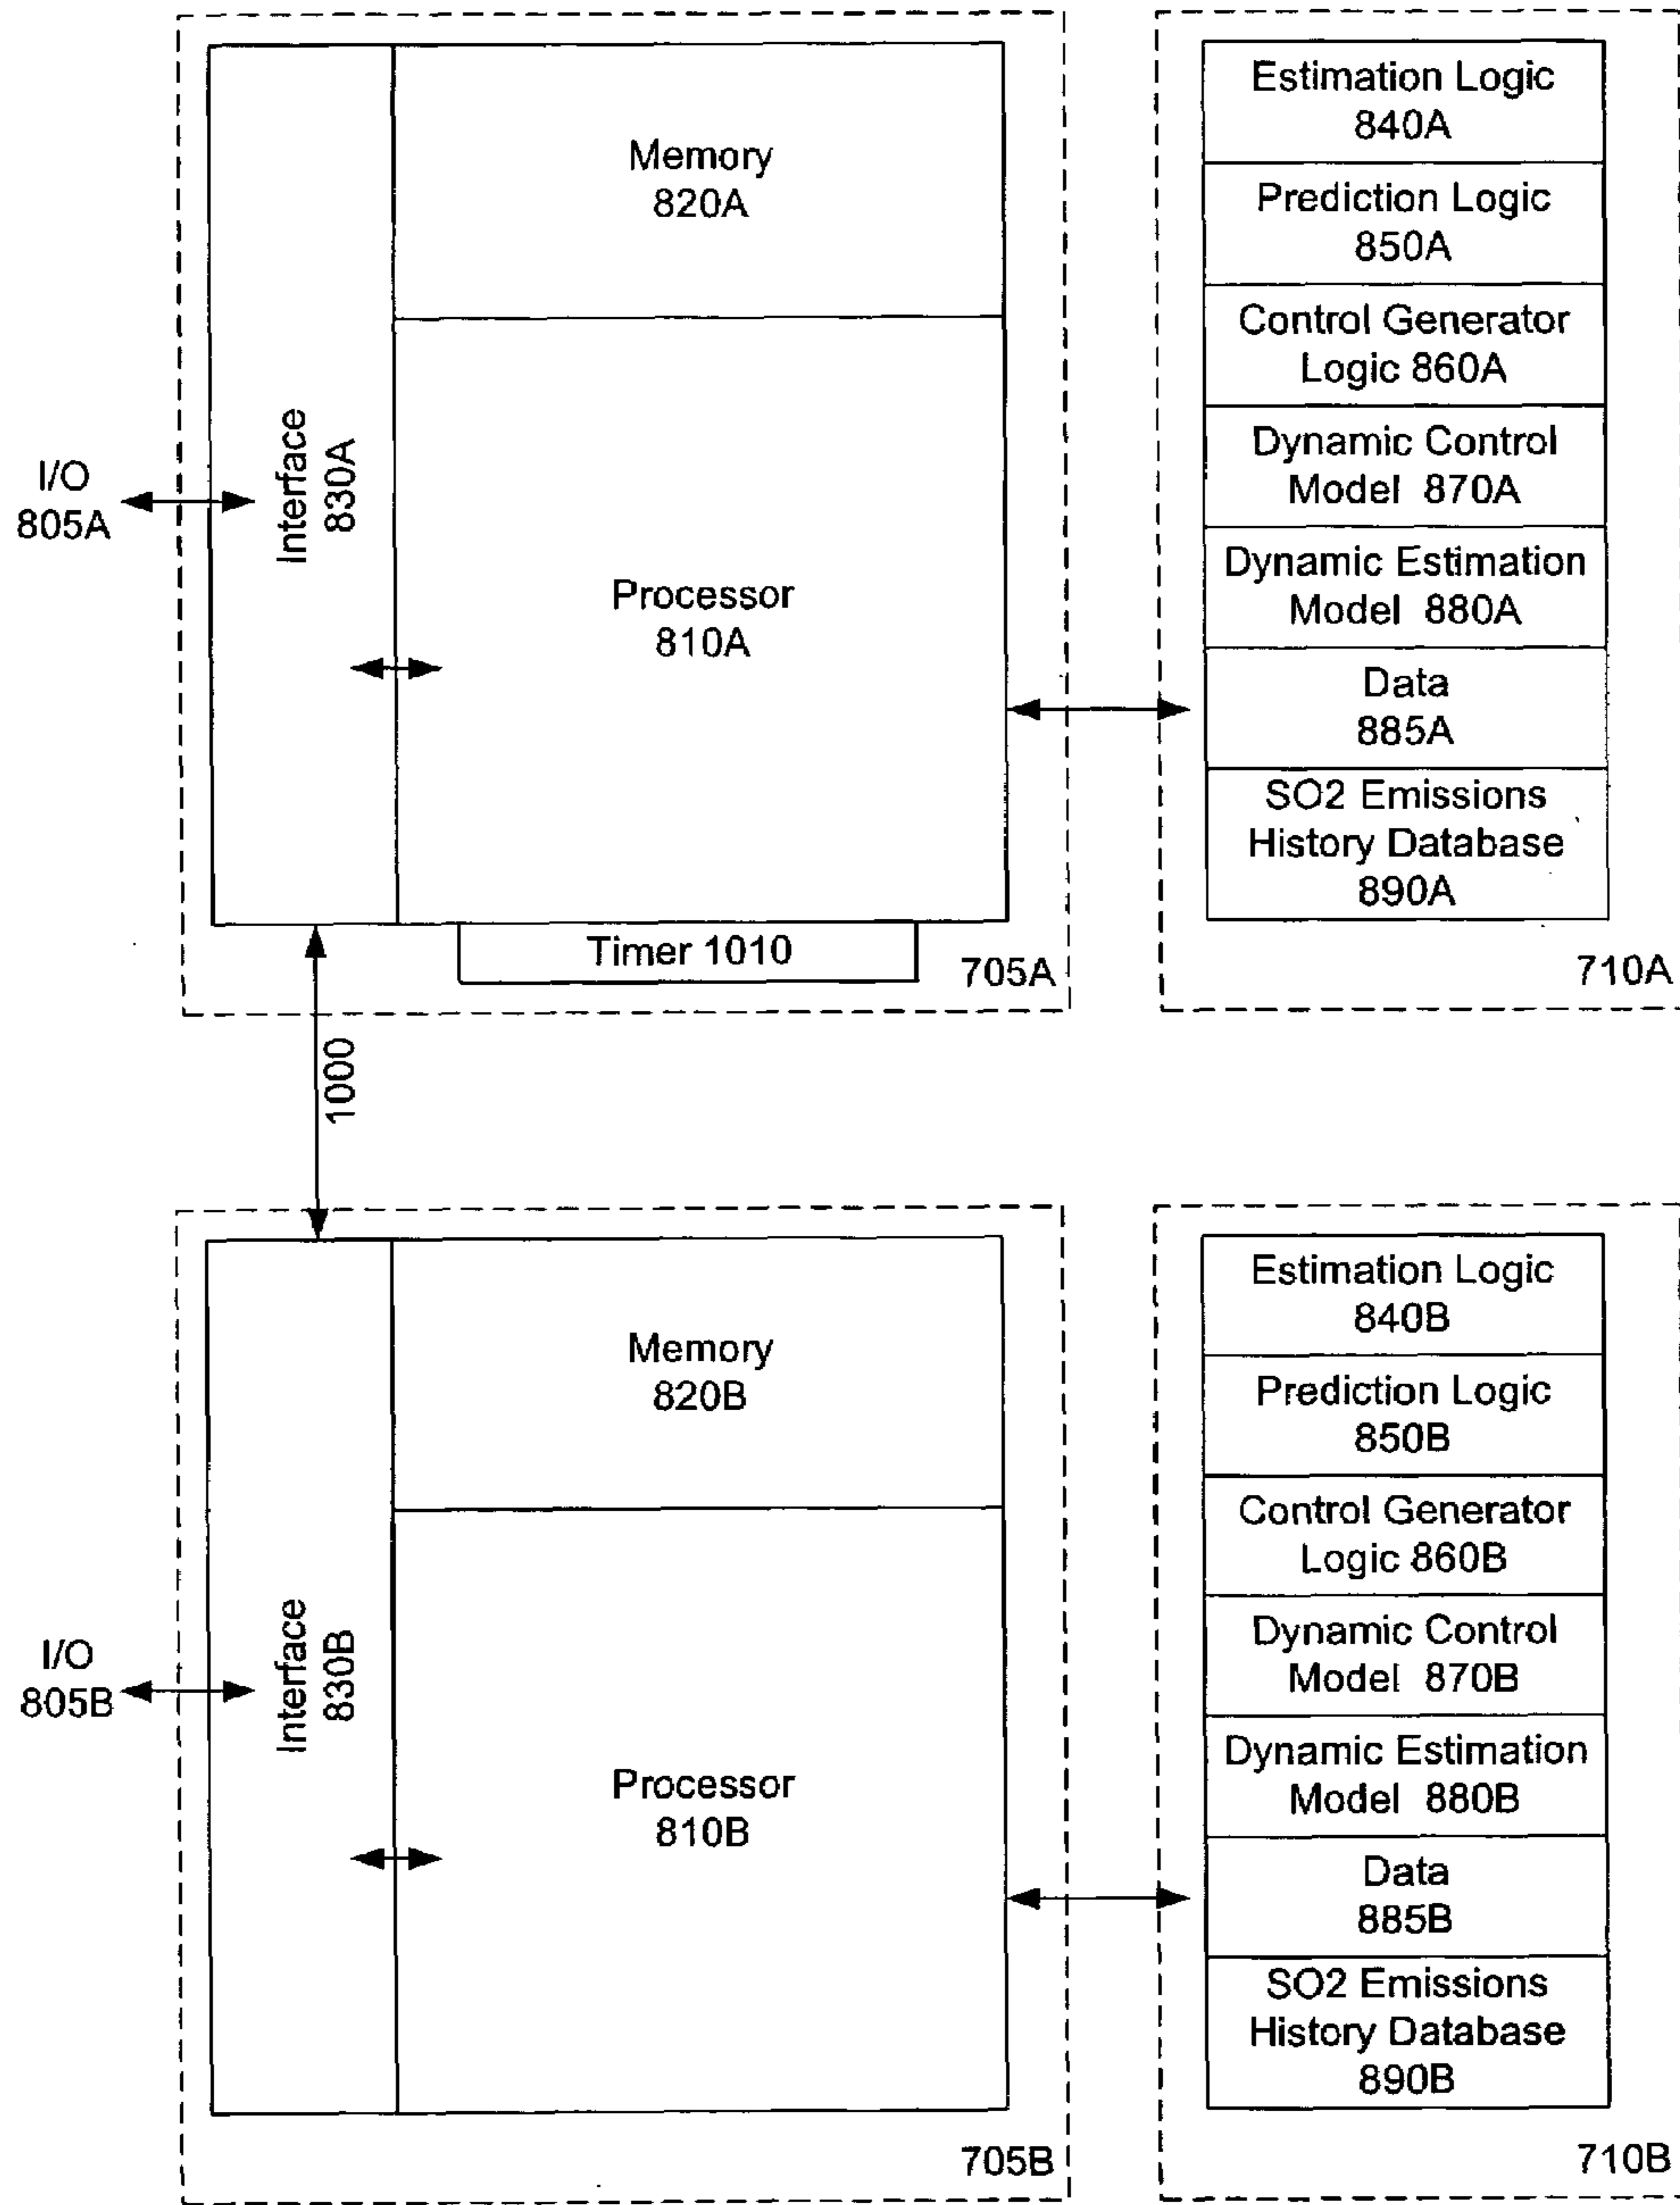 Memory
820A
Interface
830A
I/O
805A
Processor
810A
Timer 1010
705A
Estimation Logic
840A
Prediction Logic
850A
Control Generator
Logic 860A
Dynamic Control
Model 870A
Dynamic Estimation
Model 880A
Data
885A
SO2 Emissions
History Database
890A
710A
1000
Memory
820B
Interface
830B
I/O
805B
Processor
810B
705B
Estimation Logic
840B
Prediction Logic
850B
Control Generator
Logic 860B
Dynamic Control
Model 870B
Dynamic Estimation
Model 880B
Data
885B
SO2 Emissions
History Database
890B
710B